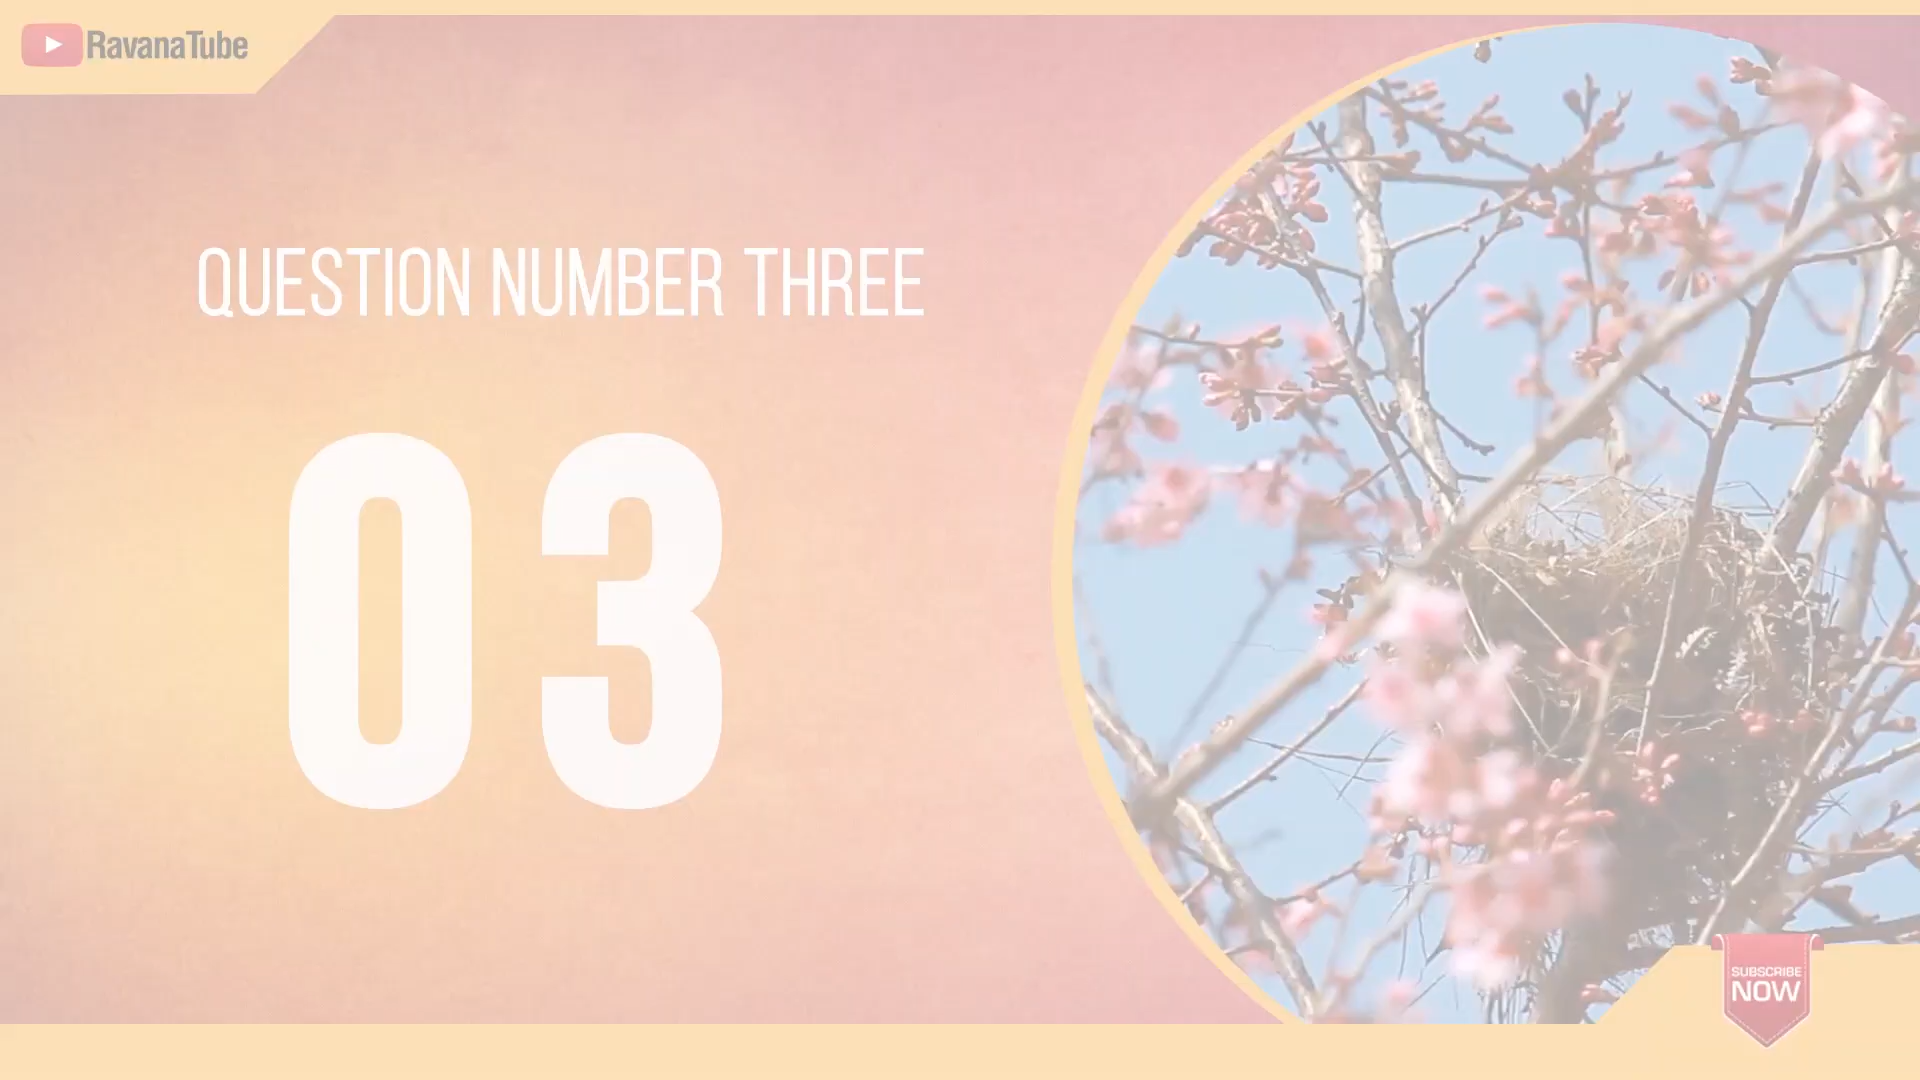 RavanaTube
QUESTION NUMBER THREE
03
SUBSCRIBE
NOW